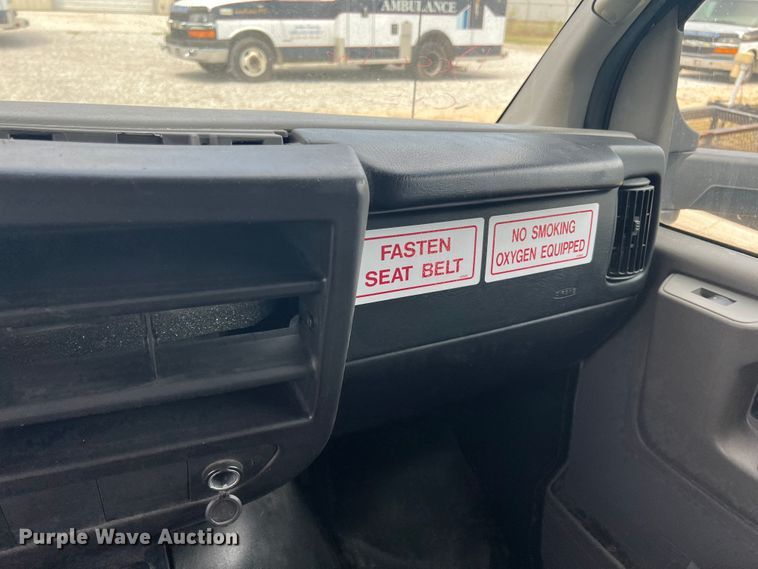 AMBULANCE
FASTEN
SEAT BELT
NO SMOKING
OXYGEN EQUIPPED
Purple Wave Auction